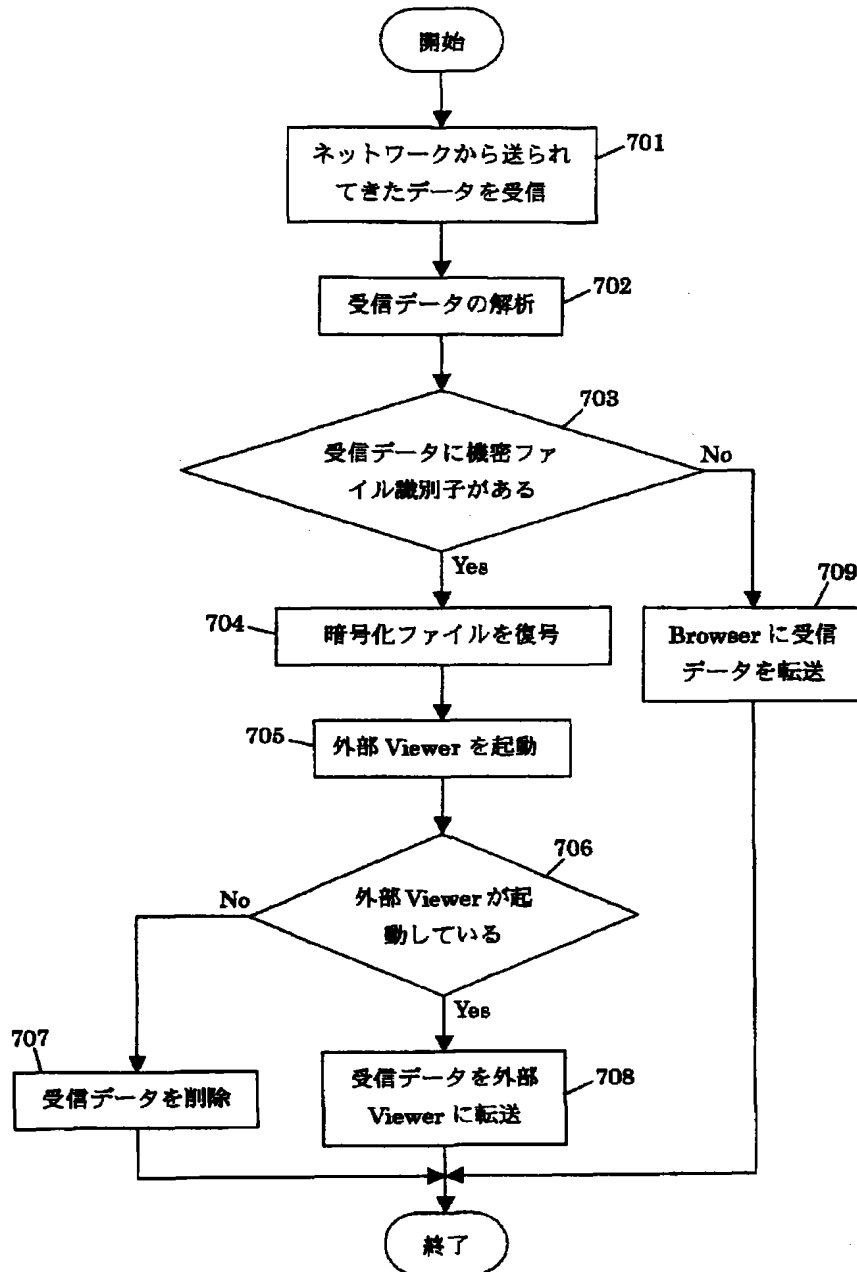 開始
ネットワークから送られ
てきたデータを受信
701
受信データの解析
702
703
受信データに機密ファ
イル識別子がある
No
Yes
704
暗号化ファイルを復号
709
Browser に受信
データを転送
705
外部 Viewer を起動
706
外部 Viewer が起
動している
No
Yes
707
受信データを削除
受信データを外部
Viewer に転送
708
終了